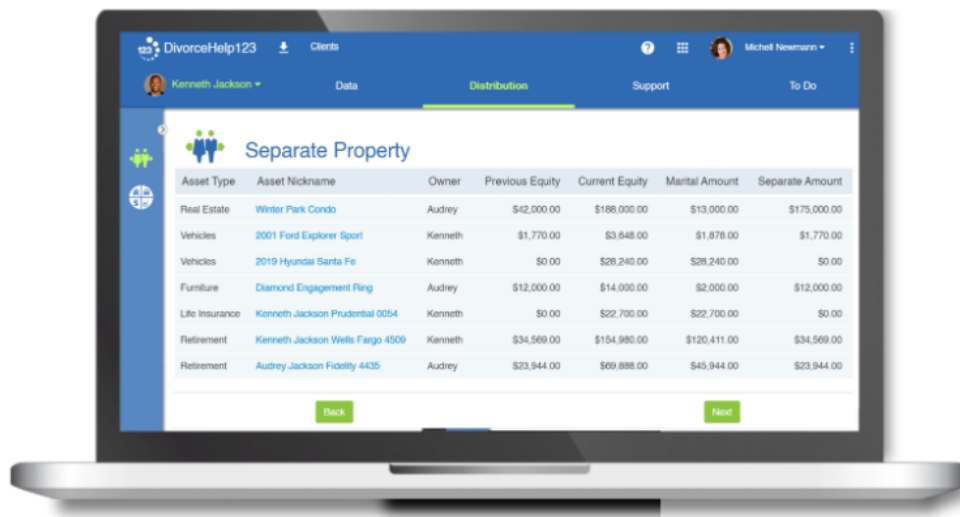 123 DivorceHelp123 Clients ? Michell Newmann
Kenneth Jackson Data Distribution Support To Do
Separate Property
Asset Type Asset Nickname Owner Previous Equity Current Equity Marital Amount Separate Amount
Real Estate Winter Park Condo Audrey $42,000.00 $188,000.00 $13,000.00 $175,000.00
Vehicles 2001 Ford Explorer Sport Kenneth $1,770.00 $3,648.00 $1,878.00 $1,770.00
Vehicles 2019 Hyundai Santa Fe Kenneth $0.00 $28,240.00 $28,240.00 $0.00
Furniture Diamond Engagement Ring Audrey $12,000.00 $14,000.00 $2,000.00 $12,000.00
Life Insurance Kenneth Jackson Prudential 0054 Kenneth $0.00 $22,700.00 $22,700.00 $0.00
Retirement Kenneth Jackson Wells Fargo 4509 Kenneth $34,569.00 $154,980.00 $120,411.00 $34,569.00
Retirement Audrey Jackson Fidelity 4435 Audrey $23,944.00 $69,888.00 $45,944.00 $23,944.00
Back Next